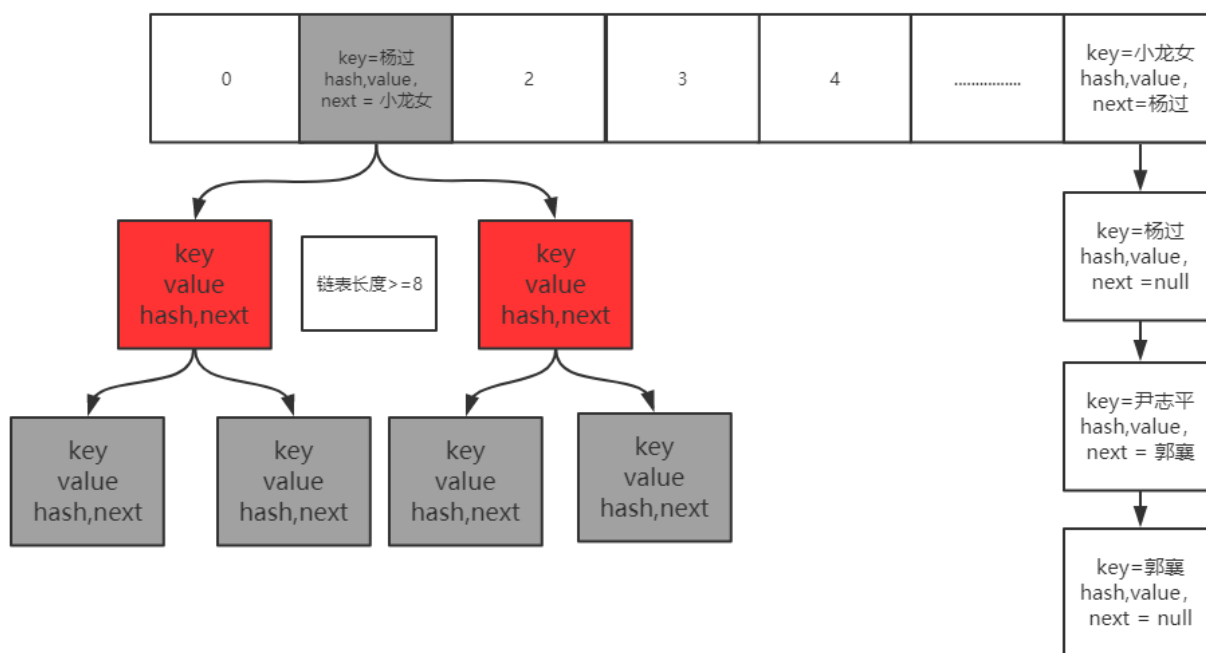 0
key=杨过
hash,value,
next = 小龙女
2
3
4
................
key=小龙女
hash,value,
next=杨过
key
value
hash,next
链表长度>=8
key
value
hash,next
key=杨过
hash,value,
next =null
key
value
hash,next
key
value
hash,next
key
value
hash,next
key
value
hash,next
key=尹志平
hash,value,
next = 郭襄
key=郭襄
hash,value,
next = null